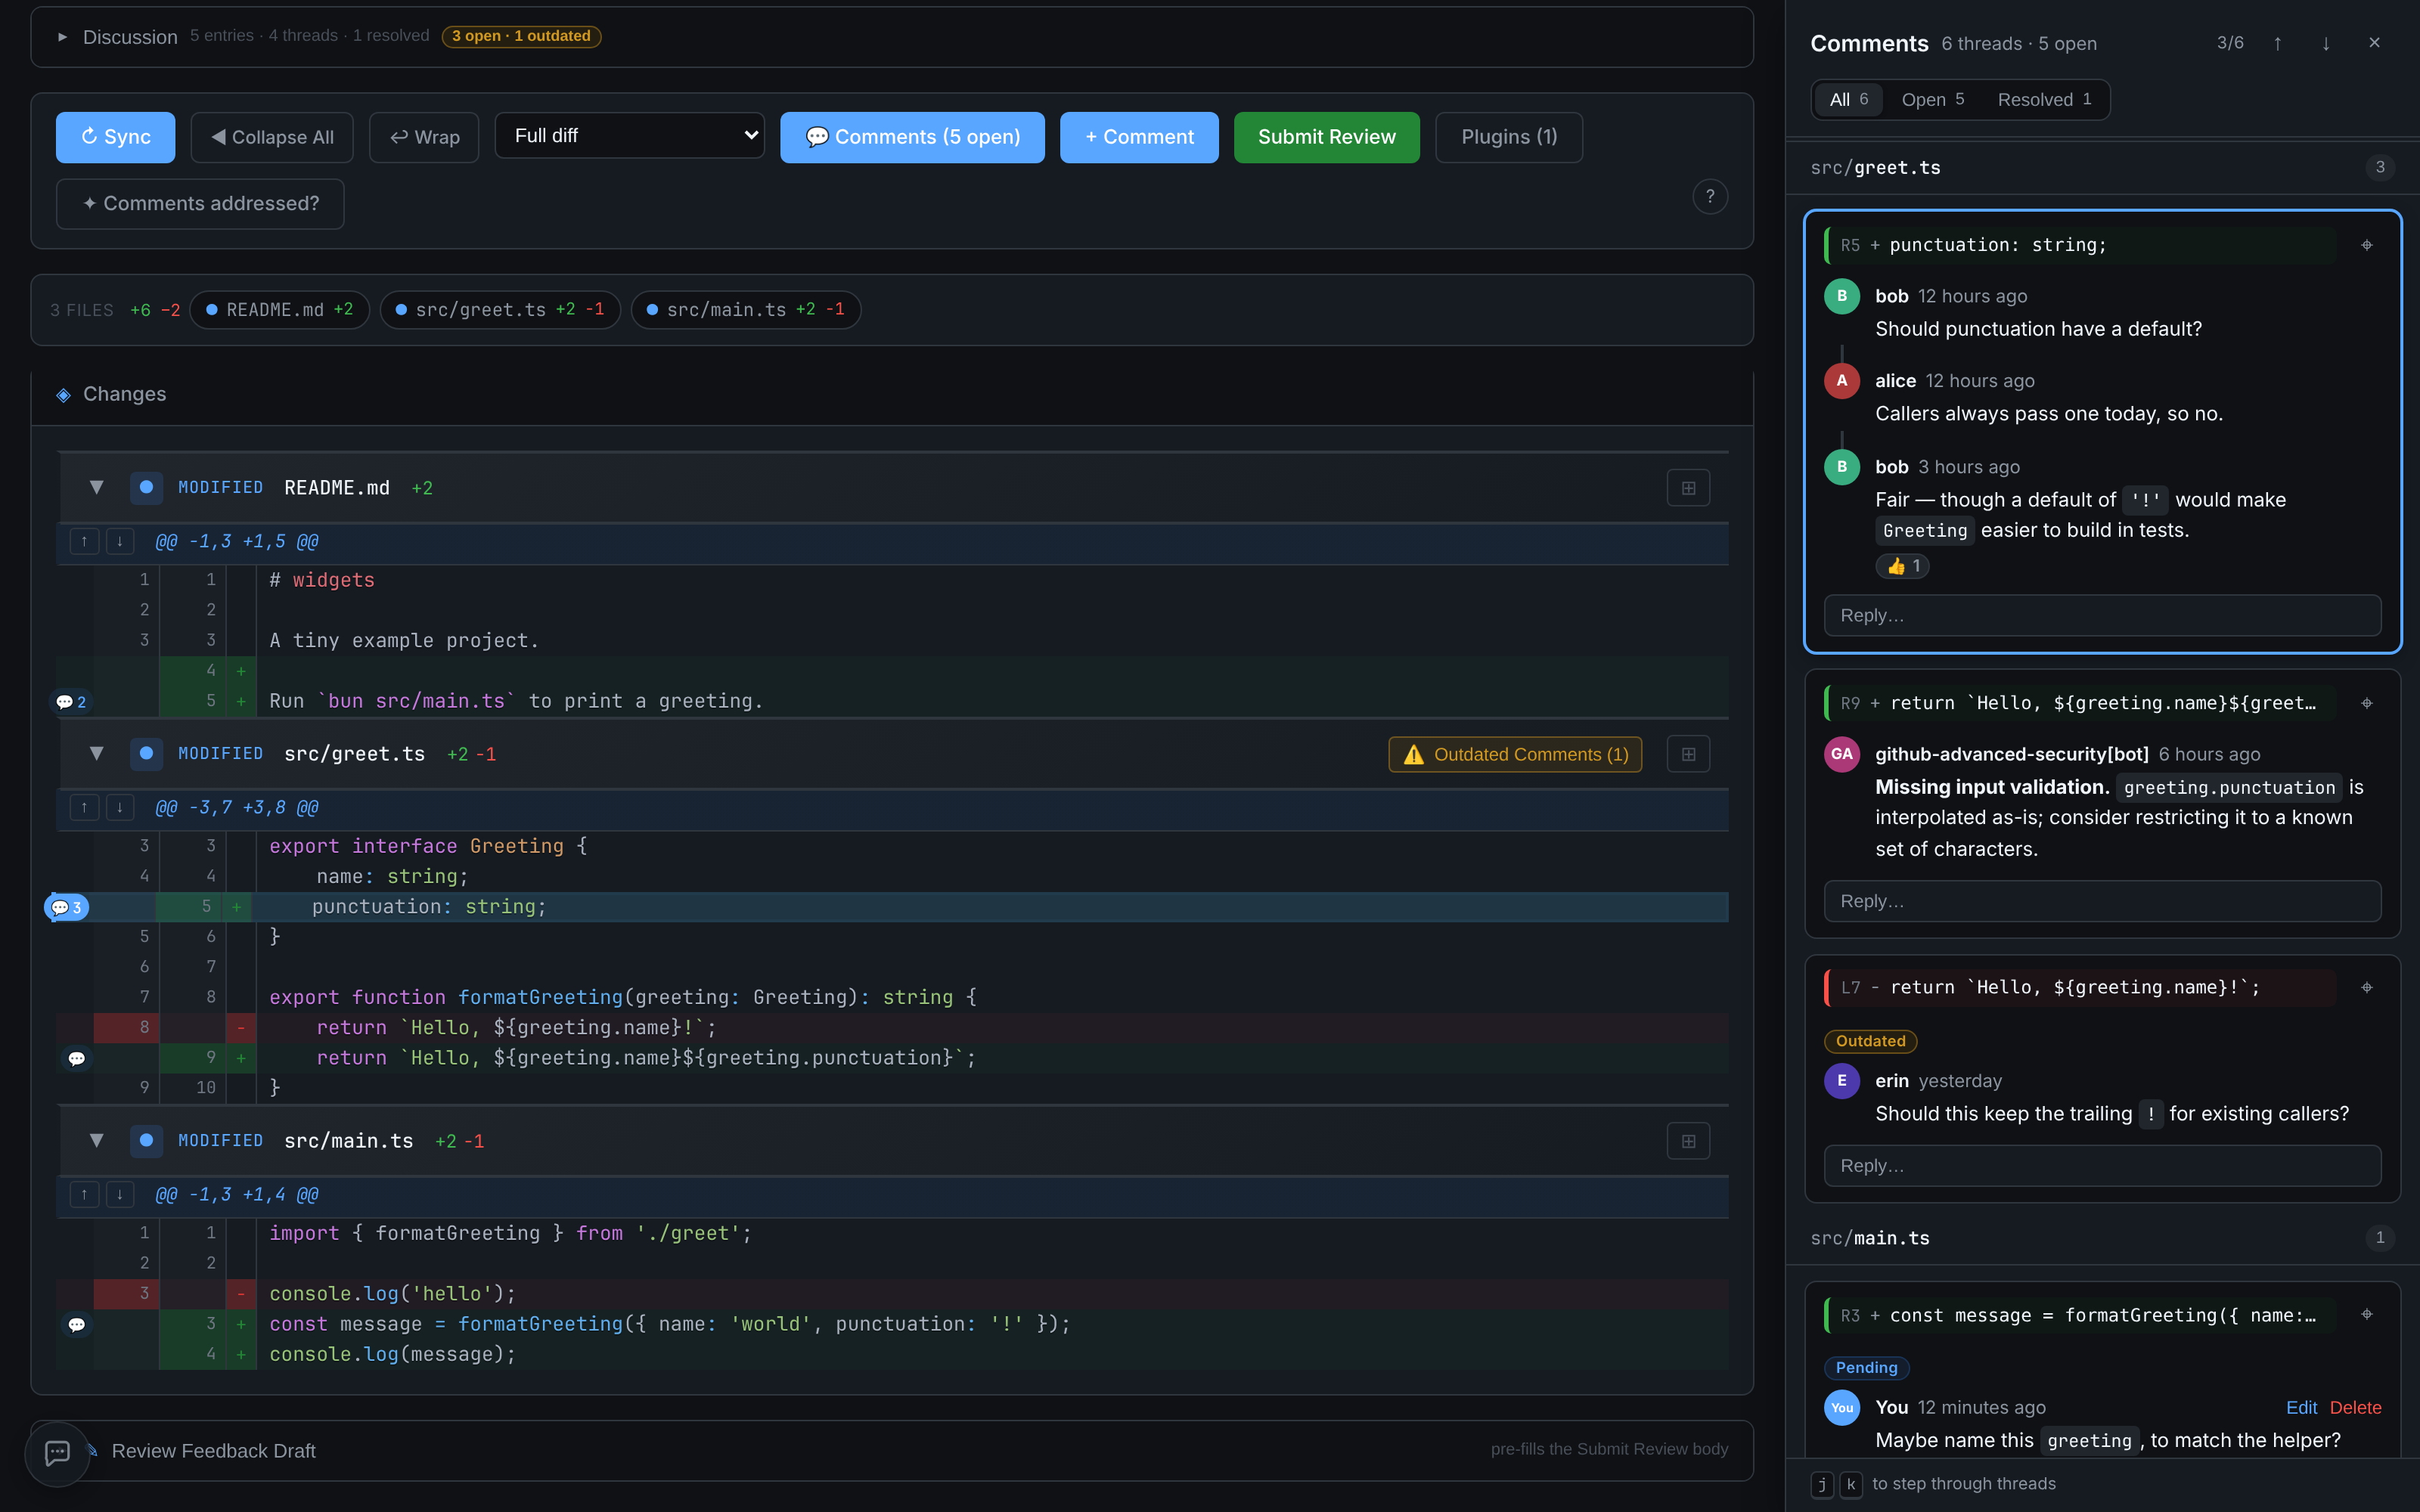 ▸ Discussion 5 entries · 4 threads · 1 resolved 3 open · 1 outdated
↻ Sync ◀ Collapse All ↩ Wrap Full diff 💬 Comments (5 open) + Comment Submit Review Plugins (1)
✦ Comments addressed? ?
3 FILES +6 −2 README.md +2 src/greet.ts +2 -1 src/main.ts +2 -1
◈ Changes
▼ MODIFIED README.md +2
↑ ↓ @@ -1,3 +1,5 @@
1 1 # widgets
2 2
3 3 A tiny example project.
4 +
💬 2 5 + Run `bun src/main.ts` to print a greeting.
▼ MODIFIED src/greet.ts +2 -1 ⚠️ Outdated Comments (1)
↑ ↓ @@ -3,7 +3,8 @@
3 3 export interface Greeting {
4 4 name: string;
💬 3 5 + punctuation: string;
5 6 }
6 7
7 8 export function formatGreeting(greeting: Greeting): string {
8 - return `Hello, ${greeting.name}!`;
💬 9 + return `Hello, ${greeting.name}${greeting.punctuation}`;
9 10 }
▼ MODIFIED src/main.ts +2 -1
↑ ↓ @@ -1,3 +1,4 @@
1 1 import { formatGreeting } from './greet';
2 2
3 - console.log('hello');
💬 3 + const message = formatGreeting({ name: 'world', punctuation: '!' });
4 + console.log(message);
Review Feedback Draft pre-fills the Submit Review body
Comments 6 threads · 5 open 3/6 ↑ ↓ ×
All 6 Open 5 Resolved 1
src/greet.ts 3
R5 + punctuation: string;
B bob 12 hours ago
Should punctuation have a default?
A alice 12 hours ago
Callers always pass one today, so no.
B bob 3 hours ago
Fair — though a default of '!' would make
Greeting easier to build in tests.
👍 1
Reply…
R9 + return `Hello, ${greeting.name}${greet…
GA github-advanced-security[bot] 6 hours ago
Missing input validation. greeting.punctuation is
interpolated as-is; consider restricting it to a known
set of characters.
Reply…
L7 - return `Hello, ${greeting.name}!`;
Outdated
E erin yesterday
Should this keep the trailing ! for existing callers?
Reply…
src/main.ts 1
R3 + const message = formatGreeting({ name:…
Pending
You You 12 minutes ago Edit Delete
Maybe name this greeting, to match the helper?
j k to step through threads